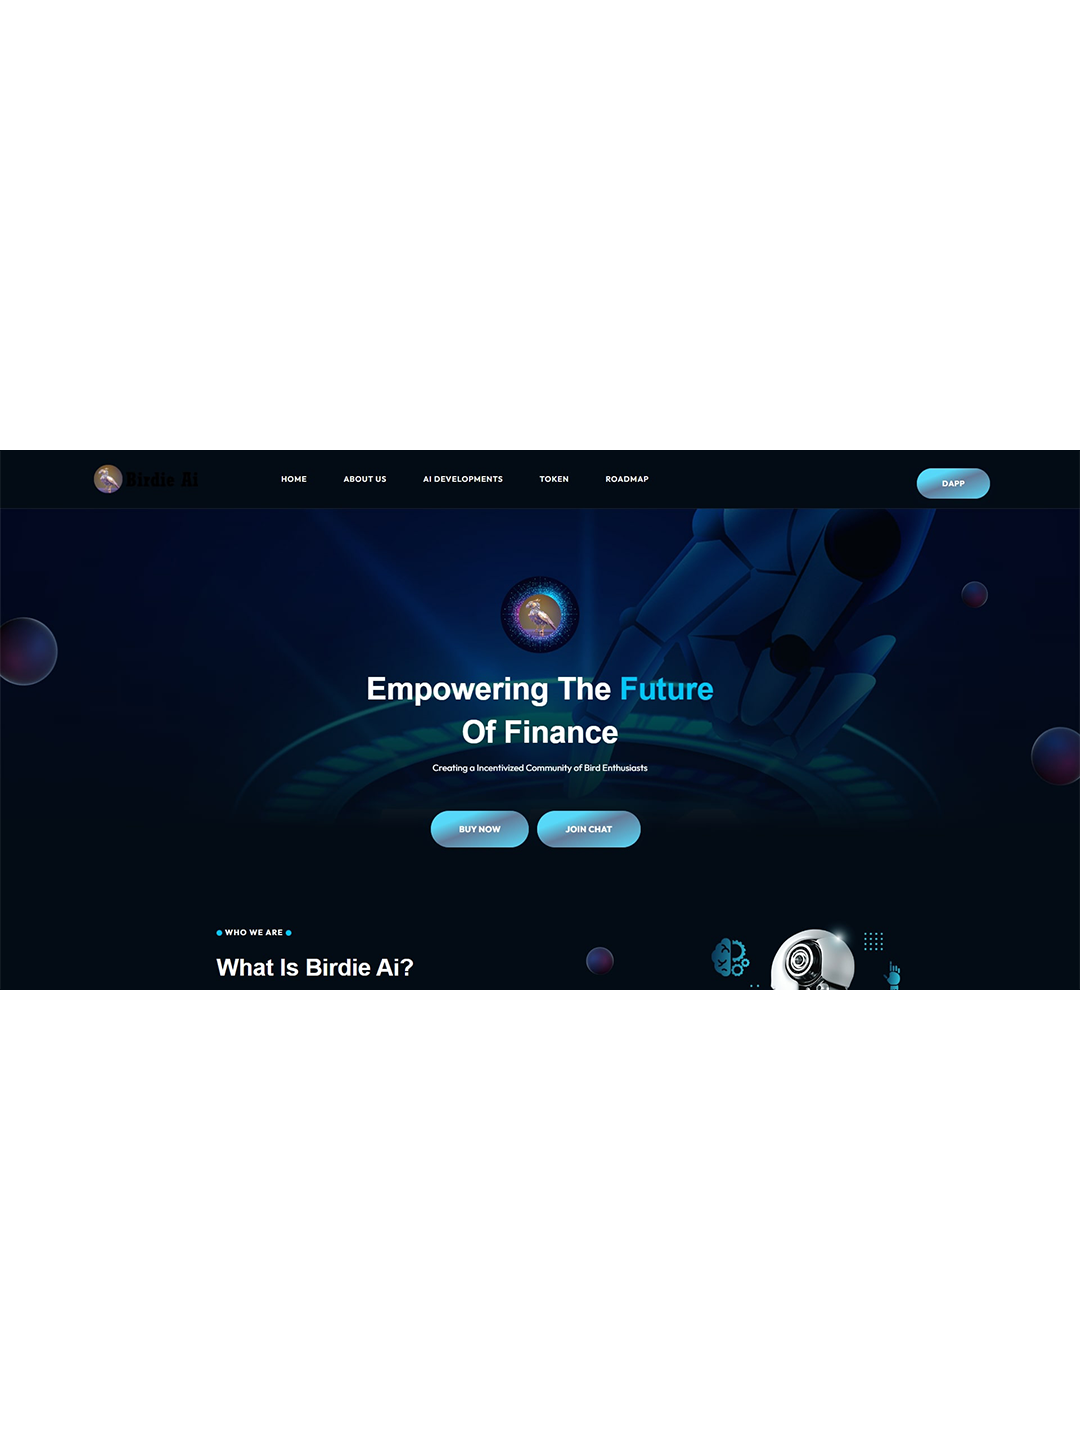 Birdie Ai
HOME
ABOUT US
AI DEVELOPMENTS
TOKEN
ROADMAP
DAPP
Empowering The Future
Of Finance
Creating a Incentivized Community of Bird Enthusiasts
BUY NOW
JOIN CHAT
WHO WE ARE
What Is Birdie Ai?